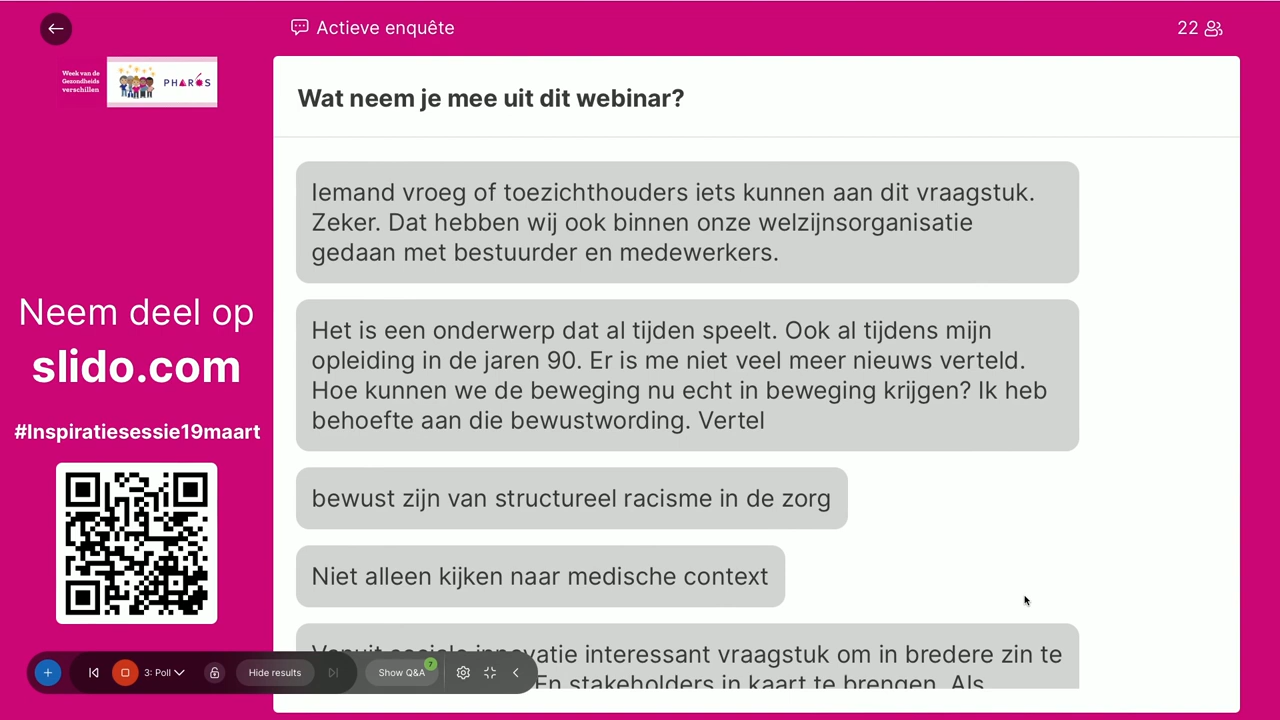 Actieve enquête
22
Week van de
Gezondheids
verschillen
PHAROS
Wat neem je mee uit dit webinar?
Iemand vroeg of toezichthouders iets kunnen aan dit vraagstuk.
Zeker. Dat hebben wij ook binnen onze welzijnsorganisatie
gedaan met bestuurder en medewerkers.
Het is een onderwerp dat al tijden speelt. Ook al tijdens mijn
opleiding in de jaren 90. Er is me niet veel meer nieuws verteld.
Hoe kunnen we de beweging nu echt in beweging krijgen? Ik heb
behoefte aan die bewustwording. Vertel
bewust zijn van structureel racisme in de zorg
Niet alleen kijken naar medische context
Vanuit sociale innovatie interessant vraagstuk om in bredere zin te
En stakeholders in kaart te brengen. Als
Neem deel op
slido.com
#Inspiratiesessie19maart
3: Poll
Hide results
Show Q&A
7